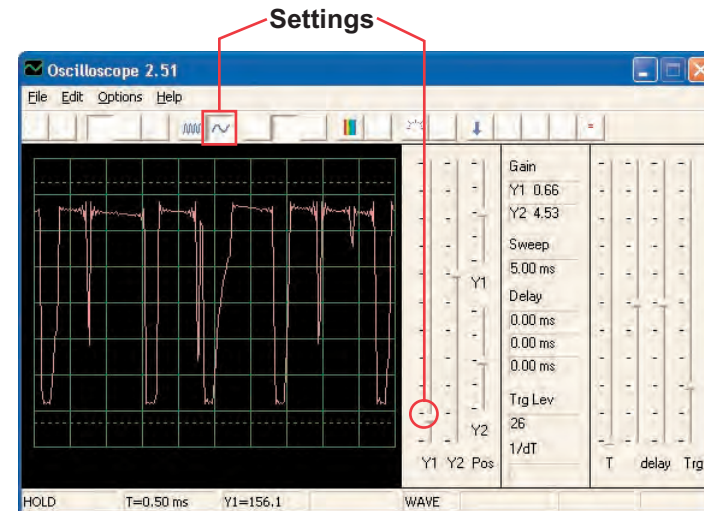 Settings
Oscilloscope 2.51
File Edit Options Help
Gain
Y1 0.66
Y2 4.53
Sweep
5.00 ms
Delay
0.00 ms
0.00 ms
0.00 ms
Trg Lev
26
1/dT
Y1
Y2
Y1 Y2 Pos
T delay Trg
HOLD T=0.50 ms Y1=156.1 WAVE